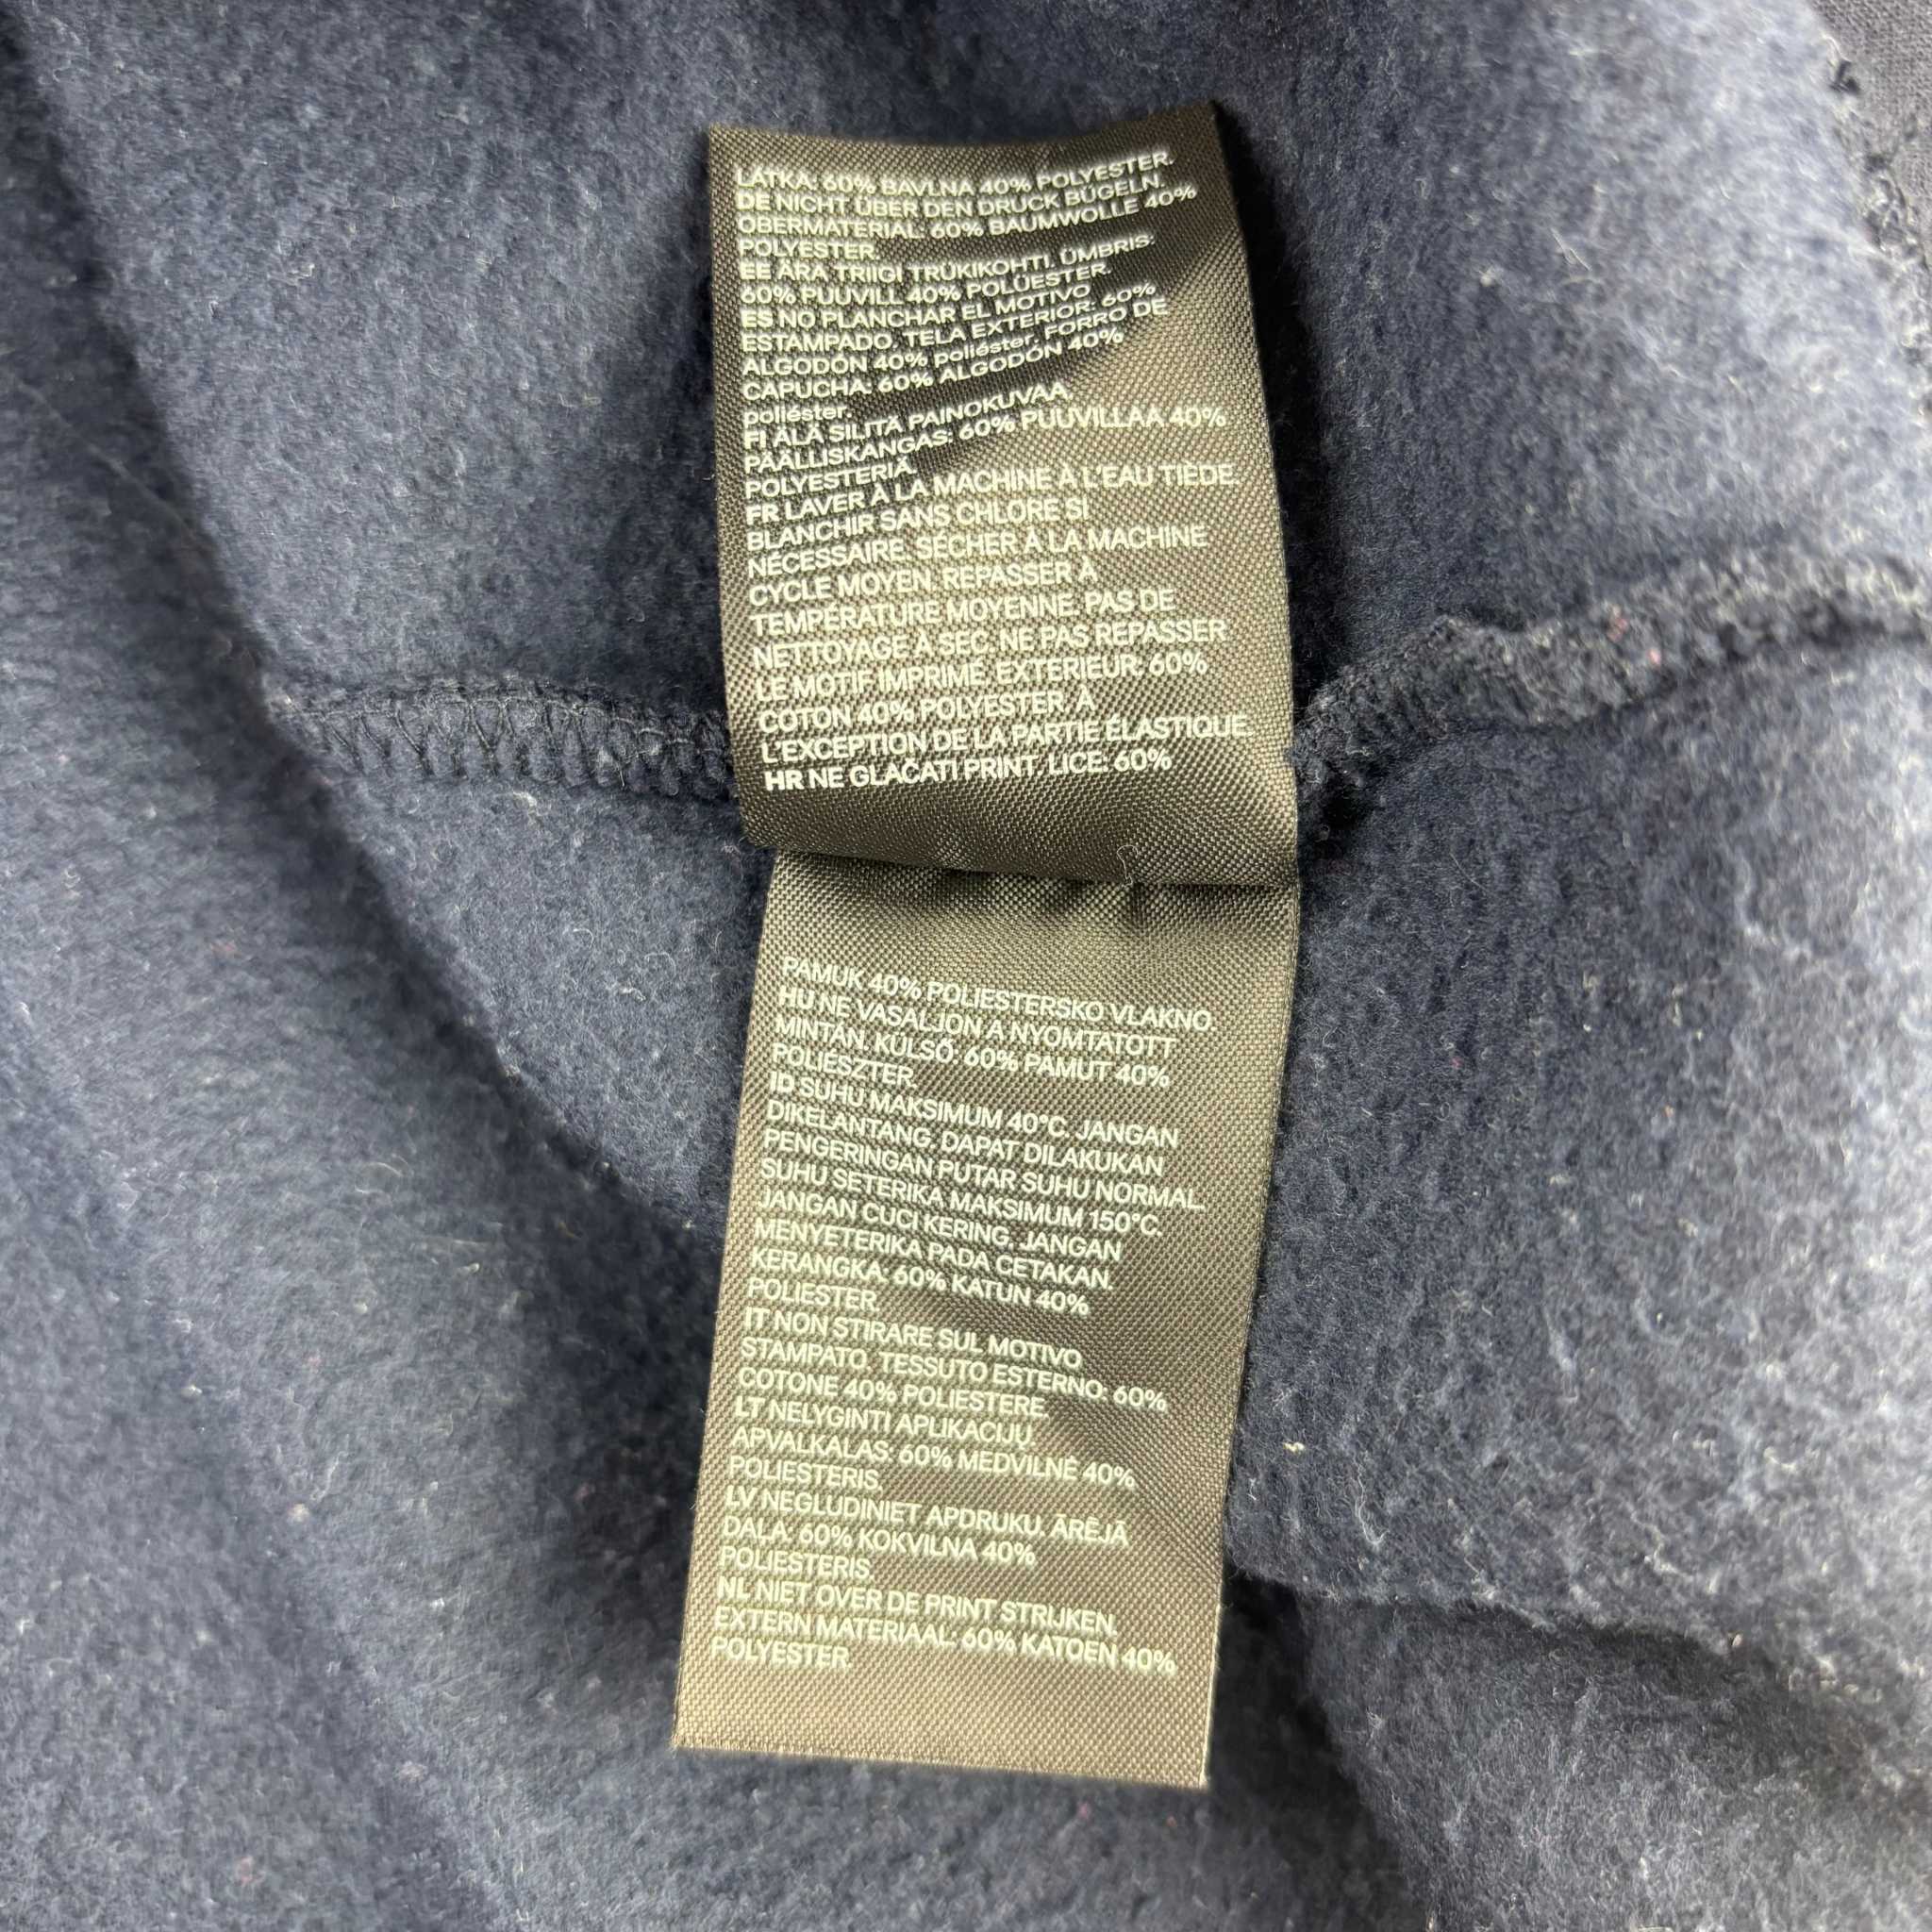 LÁTKA: 60% BAVLNA 40% POLYESTER.
DE NICHT ÜBER DEN DRUCK BÜGELN.
OBERMATERIAL: 60% BAUMWOLLE 40%
POLYESTER.
EE ÄRA TRIIGI TRÜKIKOHTI. ÜMBRIS:
60% PUUVILL 40% POLÜESTER.
ES NO PLANCHAR EL MOTIVO
ESTAMPADO. TELA EXTERIOR: 60%
ALGODÓN 40% poliéster. FORRO DE
CAPUCHA: 60% ALGODÓN 40%
poliéster.
FI ÄLÄ SILITÄ PAINOKUVAA
PÄÄLLISKANGAS: 60% PUUVILLAA 40%
POLYESTERIÄ.
FR LAVER À LA MACHINE À L'EAU TIÈDE.
BLANCHIR SANS CHLORE SI
NÉCESSAIRE. SÉCHER À LA MACHINE
CYCLE MOYEN. REPASSER À
TEMPÉRATURE MOYENNE. PAS DE
NETTOYAGE À SEC. NE PAS REPASSER
LE MOTIF IMPRIMÉ. EXTÉRIEUR: 60%
COTON 40% POLYESTER. À
L'EXCEPTION DE LA PARTIE ÉLASTIQUE.
HR NE GLAČATI PRINT. LICE: 60%
PAMUK 40% POLIESTERSKO VLAKNO.
HU NE VASALJON A NYOMTATOTT
MINTÁN. KÜLSŐ: 60% PAMUT 40%
POLIÉSZTER.
ID SUHU MAKSIMUM 40°C. JANGAN
DIKELANTANG. DAPAT DILAKUKAN
PENGERINGAN PUTAR SUHU NORMAL.
SUHU SETERIKA MAKSIMUM 150°C.
JANGAN CUCI KERING. JANGAN
MENYETERIKA PADA CETAKAN.
KERANGKA: 60% KATUN 40%
POLIESTER.
IT NON STIRARE SUL MOTIVO
STAMPATO. TESSUTO ESTERNO: 60%
COTONE 40% POLIESTERE.
LT NELYGINTI APLIKACIJŲ.
APVALKALAS: 60% MEDVILNĖ 40%
POLIESTERIS.
LV NEGLUDINIET APDRUKU. ĀRĒJĀ
DAĻA: 60% KOKVILNA 40%
POLIESTERIS
NL NIET OVER DE PRINT STRIJKEN.
EXTERN MATERIAAL: 60% KATOEN 40%
POLYESTER.